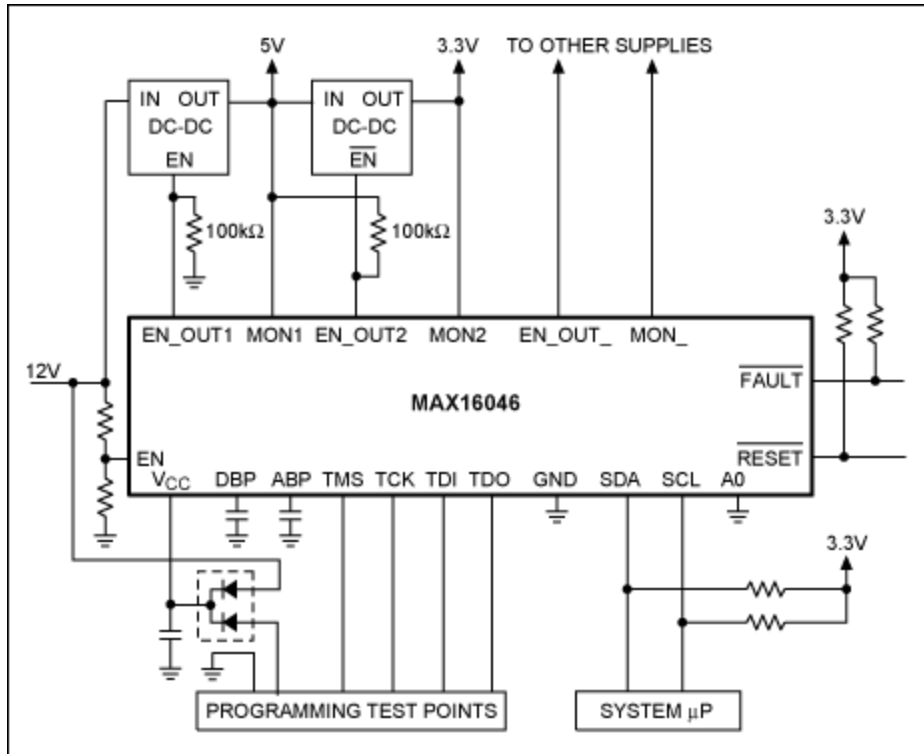 5V
3.3V
TO OTHER SUPPLIES
IN OUT
DC-DC
EN
IN OUT
DC-DC
EN
100kΩ
100kΩ
3.3V
EN_OUT1 MON1 EN_OUT2 MON2 EN_OUT_ MON_
12V
FAULT
MAX16046
EN
RESET
VCC DBP ABP TMS TCK TDI TDO GND SDA SCL A0
3.3V
PROGRAMMING TEST POINTS
SYSTEM µP